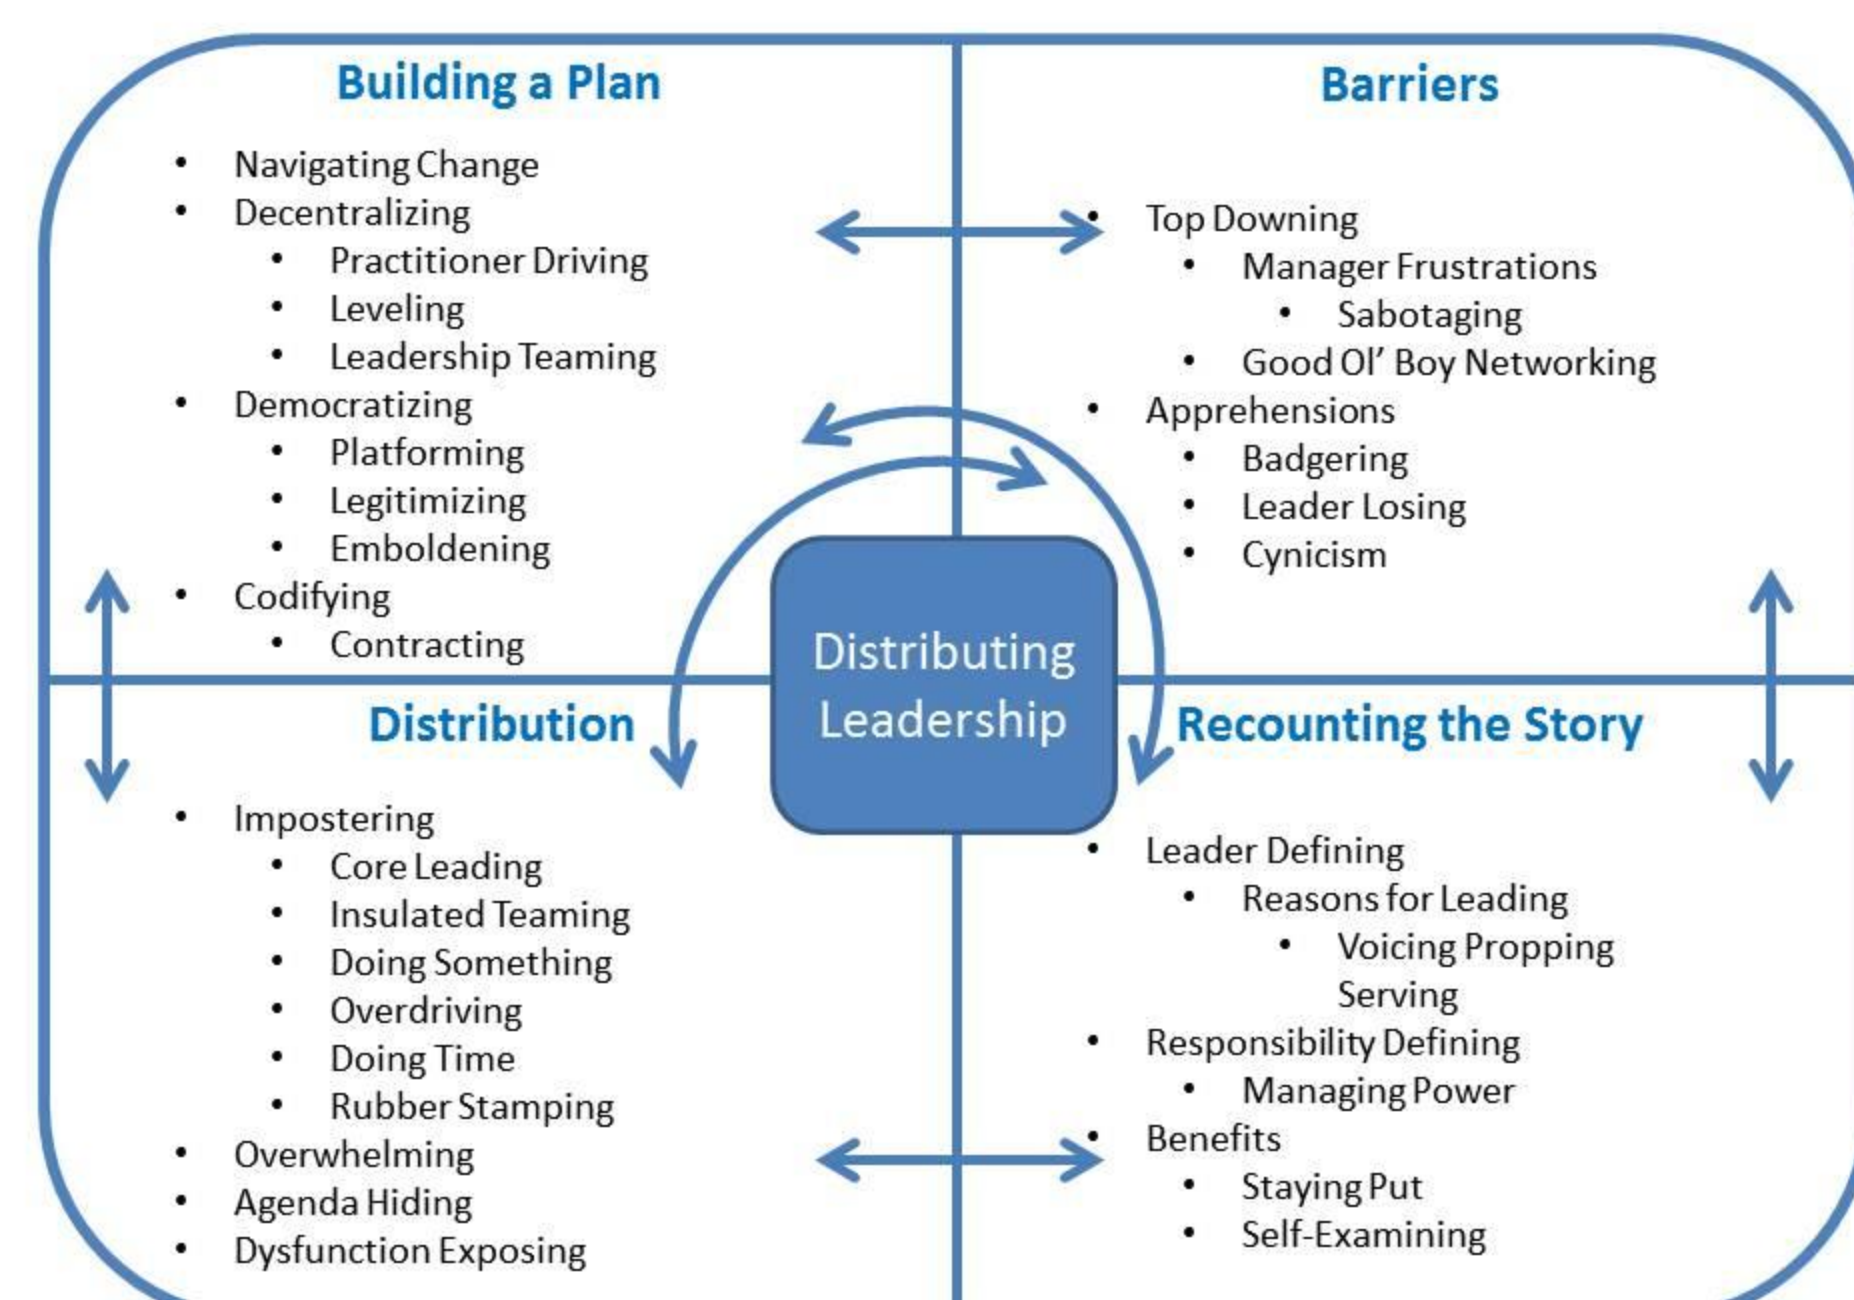 Building a Plan
• Navigating Change
• Decentralizing
• Practitioner Driving
• Leveling
• Leadership Teaming
• Democratizing
• Platforming
• Legitimizing
• Emboldening
• Codifying
• Contracting
Barriers
• Top Downing
• Manager Frustrations
• Sabotaging
• Good Ol’ Boy Networking
• Apprehensions
• Badgering
• Leader Losing
• Cynicism
Distributing
Leadership
Distribution
• Impostering
• Core Leading
• Insulated Teaming
• Doing Something
• Overdriving
• Doing Time
• Rubber Stamping
• Overwhelming
• Agenda Hiding
• Dysfunction Exposing
Recounting the Story
• Leader Defining
• Reasons for Leading
• Voicing Propping
Serving
• Responsibility Defining
• Managing Power
• Benefits
• Staying Put
• Self-Examining